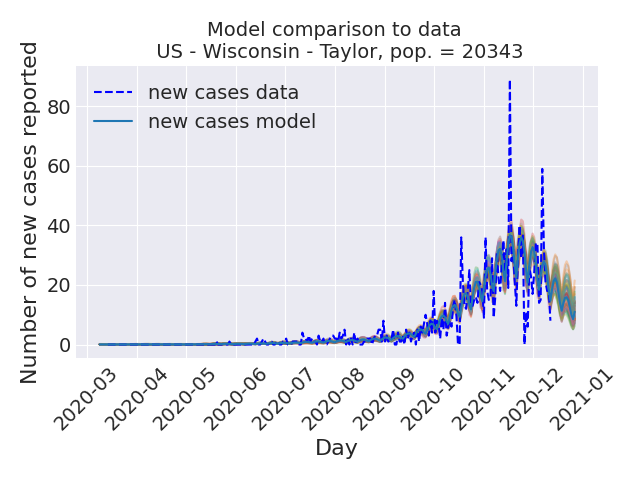 Model comparison to data
US - Wisconsin - Taylor, pop. = 20343
Number of new cases reported
new cases data
new cases model
80
60
40
20
0
2020-03
2020-04
2020-05
2020-06
2020-07
2020-08
2020-09
2020-10
2020-11
2020-12
2021-01
Day